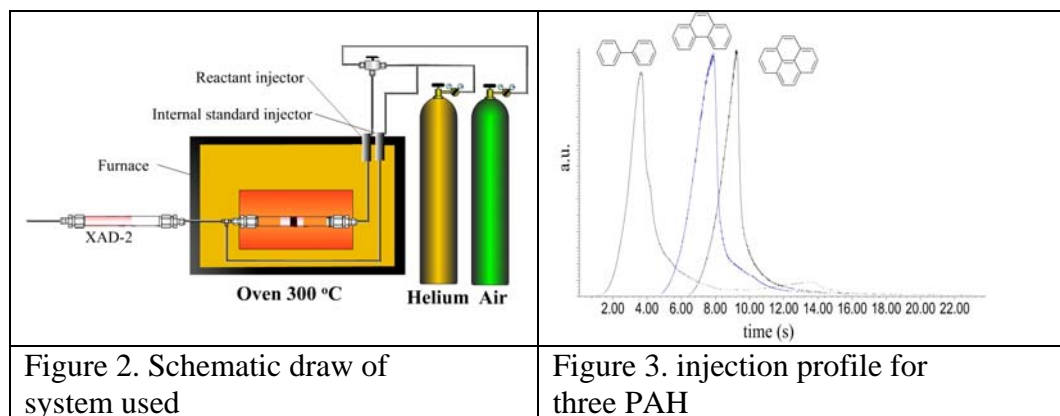 Reactant injector
Internal standard injector
Furnace
XAD-2
Oven 300 ºC
Helium
Air
a.u.
2.00 4.00 6.00 8.00 10.00 12.00 14.00 16.00 18.00 20.00 22.00
time (s)
Figure 2. Schematic draw of
system used
Figure 3. injection profile for
three PAH